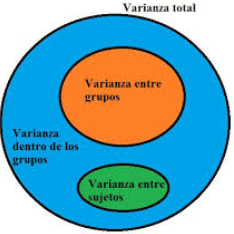 Varianza total
Varianza entre
grupos
Varianza
dentro de los
grupos
Varianza entre
sujetos